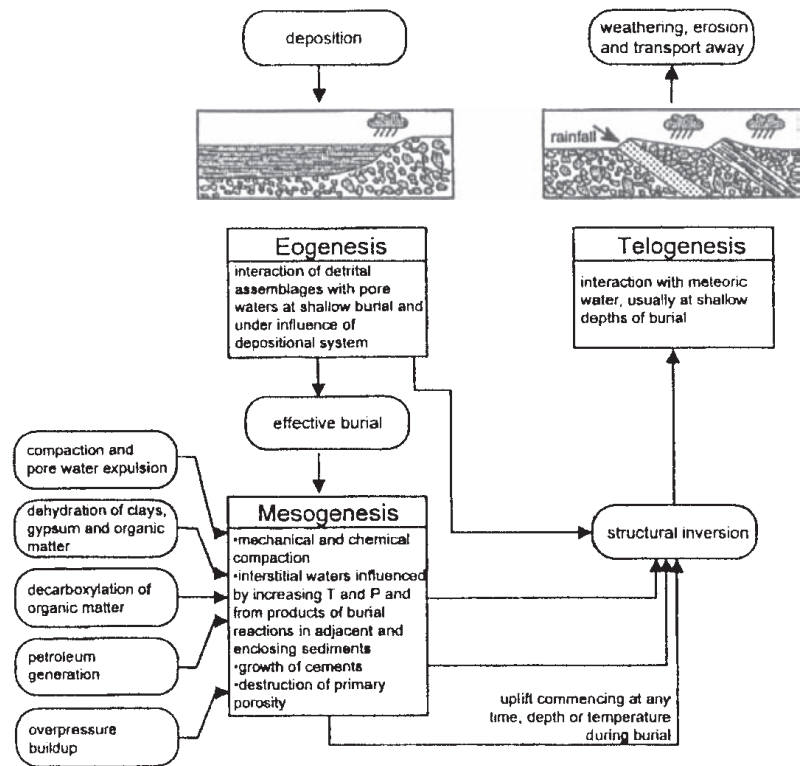 deposition
weathering, erosion
and transport away
rainfall
Eogenesis
interaction of detrital
assemblages with pore
waters at shallow burial and
under influence of
depositional system
Telogenesis
interaction with meteoric
water, usually at shallow
depths of burial
effective burial
compaction and
pore water expulsion
dehydration of clays,
gypsum and organic
matter
decarboxylation of
organic matter
petroleum
generation
overpressure
buildup
Mesogenesis
•mechanical and chemical
compaction
•interstitial waters influenced
by increasing T and P and
from products of burial
reactions in adjacent and
enclosing sediments
•growth of cements
•destruction of primary
porosity
structural inversion
uplift commencing at any
time, depth or temperature
during burial